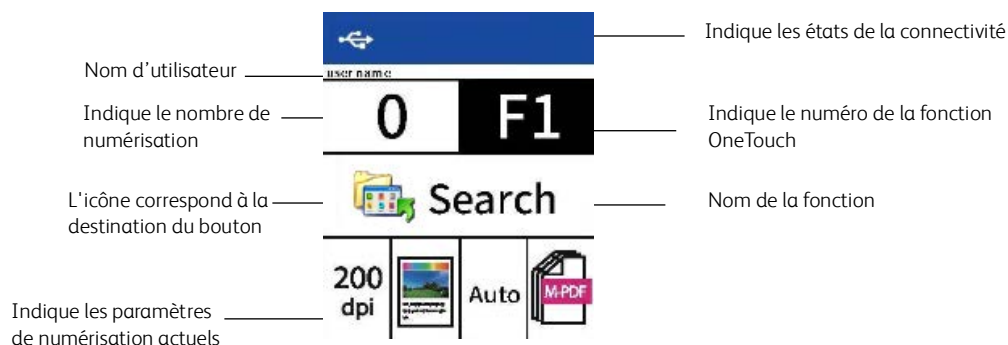 Indique les états de la connectivité
Nom d'utilisateur
user name
Indique le nombre de
numérisation
0
F1
Indique le numéro de la fonction
OneTouch
L'icône correspond à la
destination du bouton
Search
Nom de la fonction
200
dpi
Auto
M-PDF
Indique les paramètres
de numérisation actuels